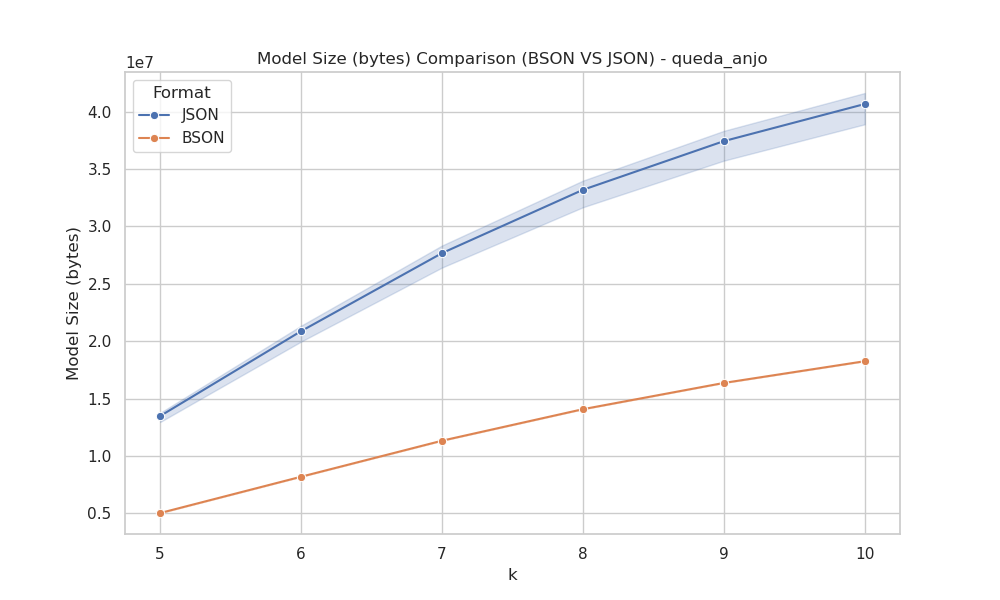 Model Size (bytes) Comparison (BSON VS JSON) - queda_anjo
1e7
Format
JSON
BSON
4.0
3.5
3.0
2.5
2.0
1.5
1.0
0.5
Model Size (bytes)
5 6 7 8 9 10
k